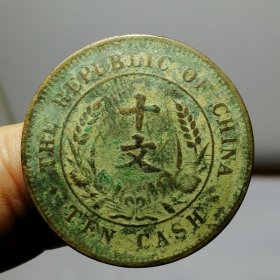 THE REPUBLIC OF CHINA
十文
TEN CASH